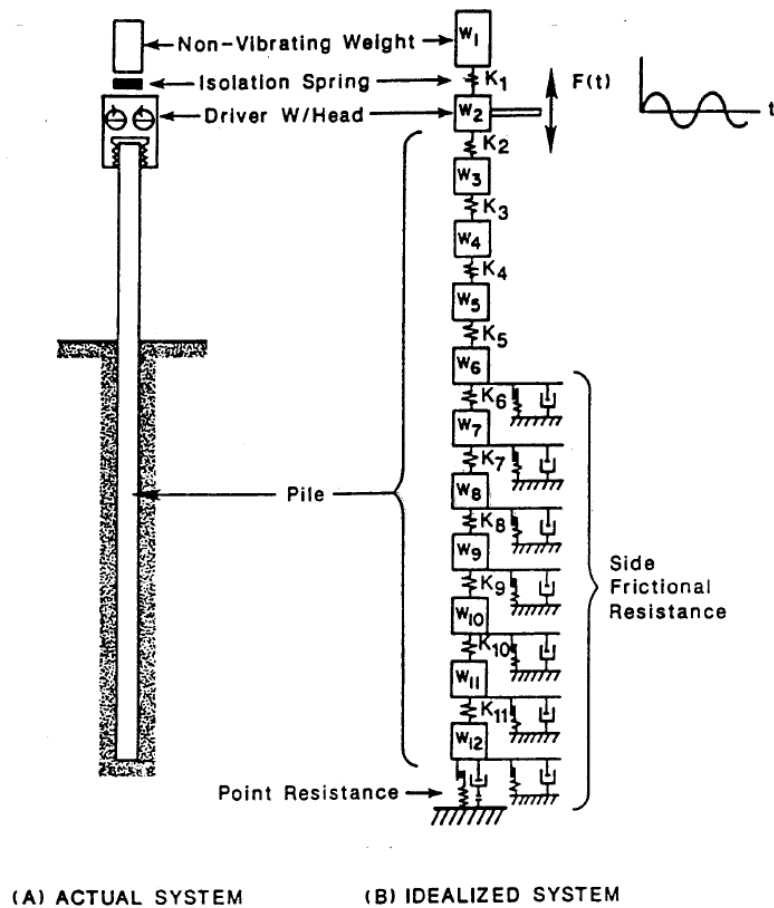 Non-Vibrating Weight
W1
Isolation Spring
K1
F(t)
t
Driver W/Head
W2
K2
W3
K3
W4
K4
W5
K5
W6
K6
W7
K7
Pile
W8
K8
W9
K9
W10
K10
W11
K11
W12
Side
Frictional
Resistance
Point Resistance
(A) ACTUAL SYSTEM
(B) IDEALIZED SYSTEM